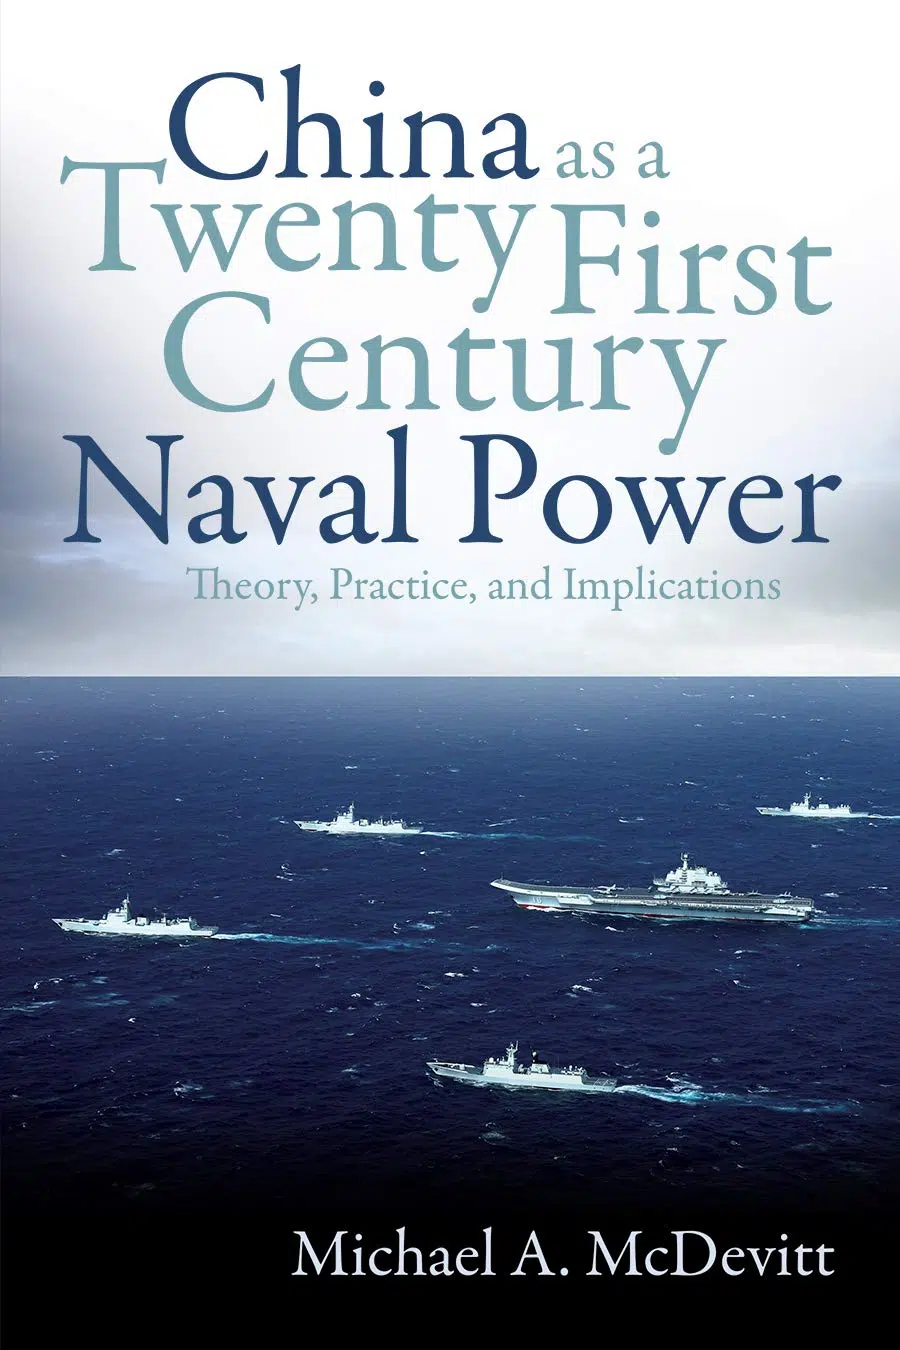 China as a
Twenty First
Century
Naval Power
Theory, Practice, and Implications
Michael A. McDevitt